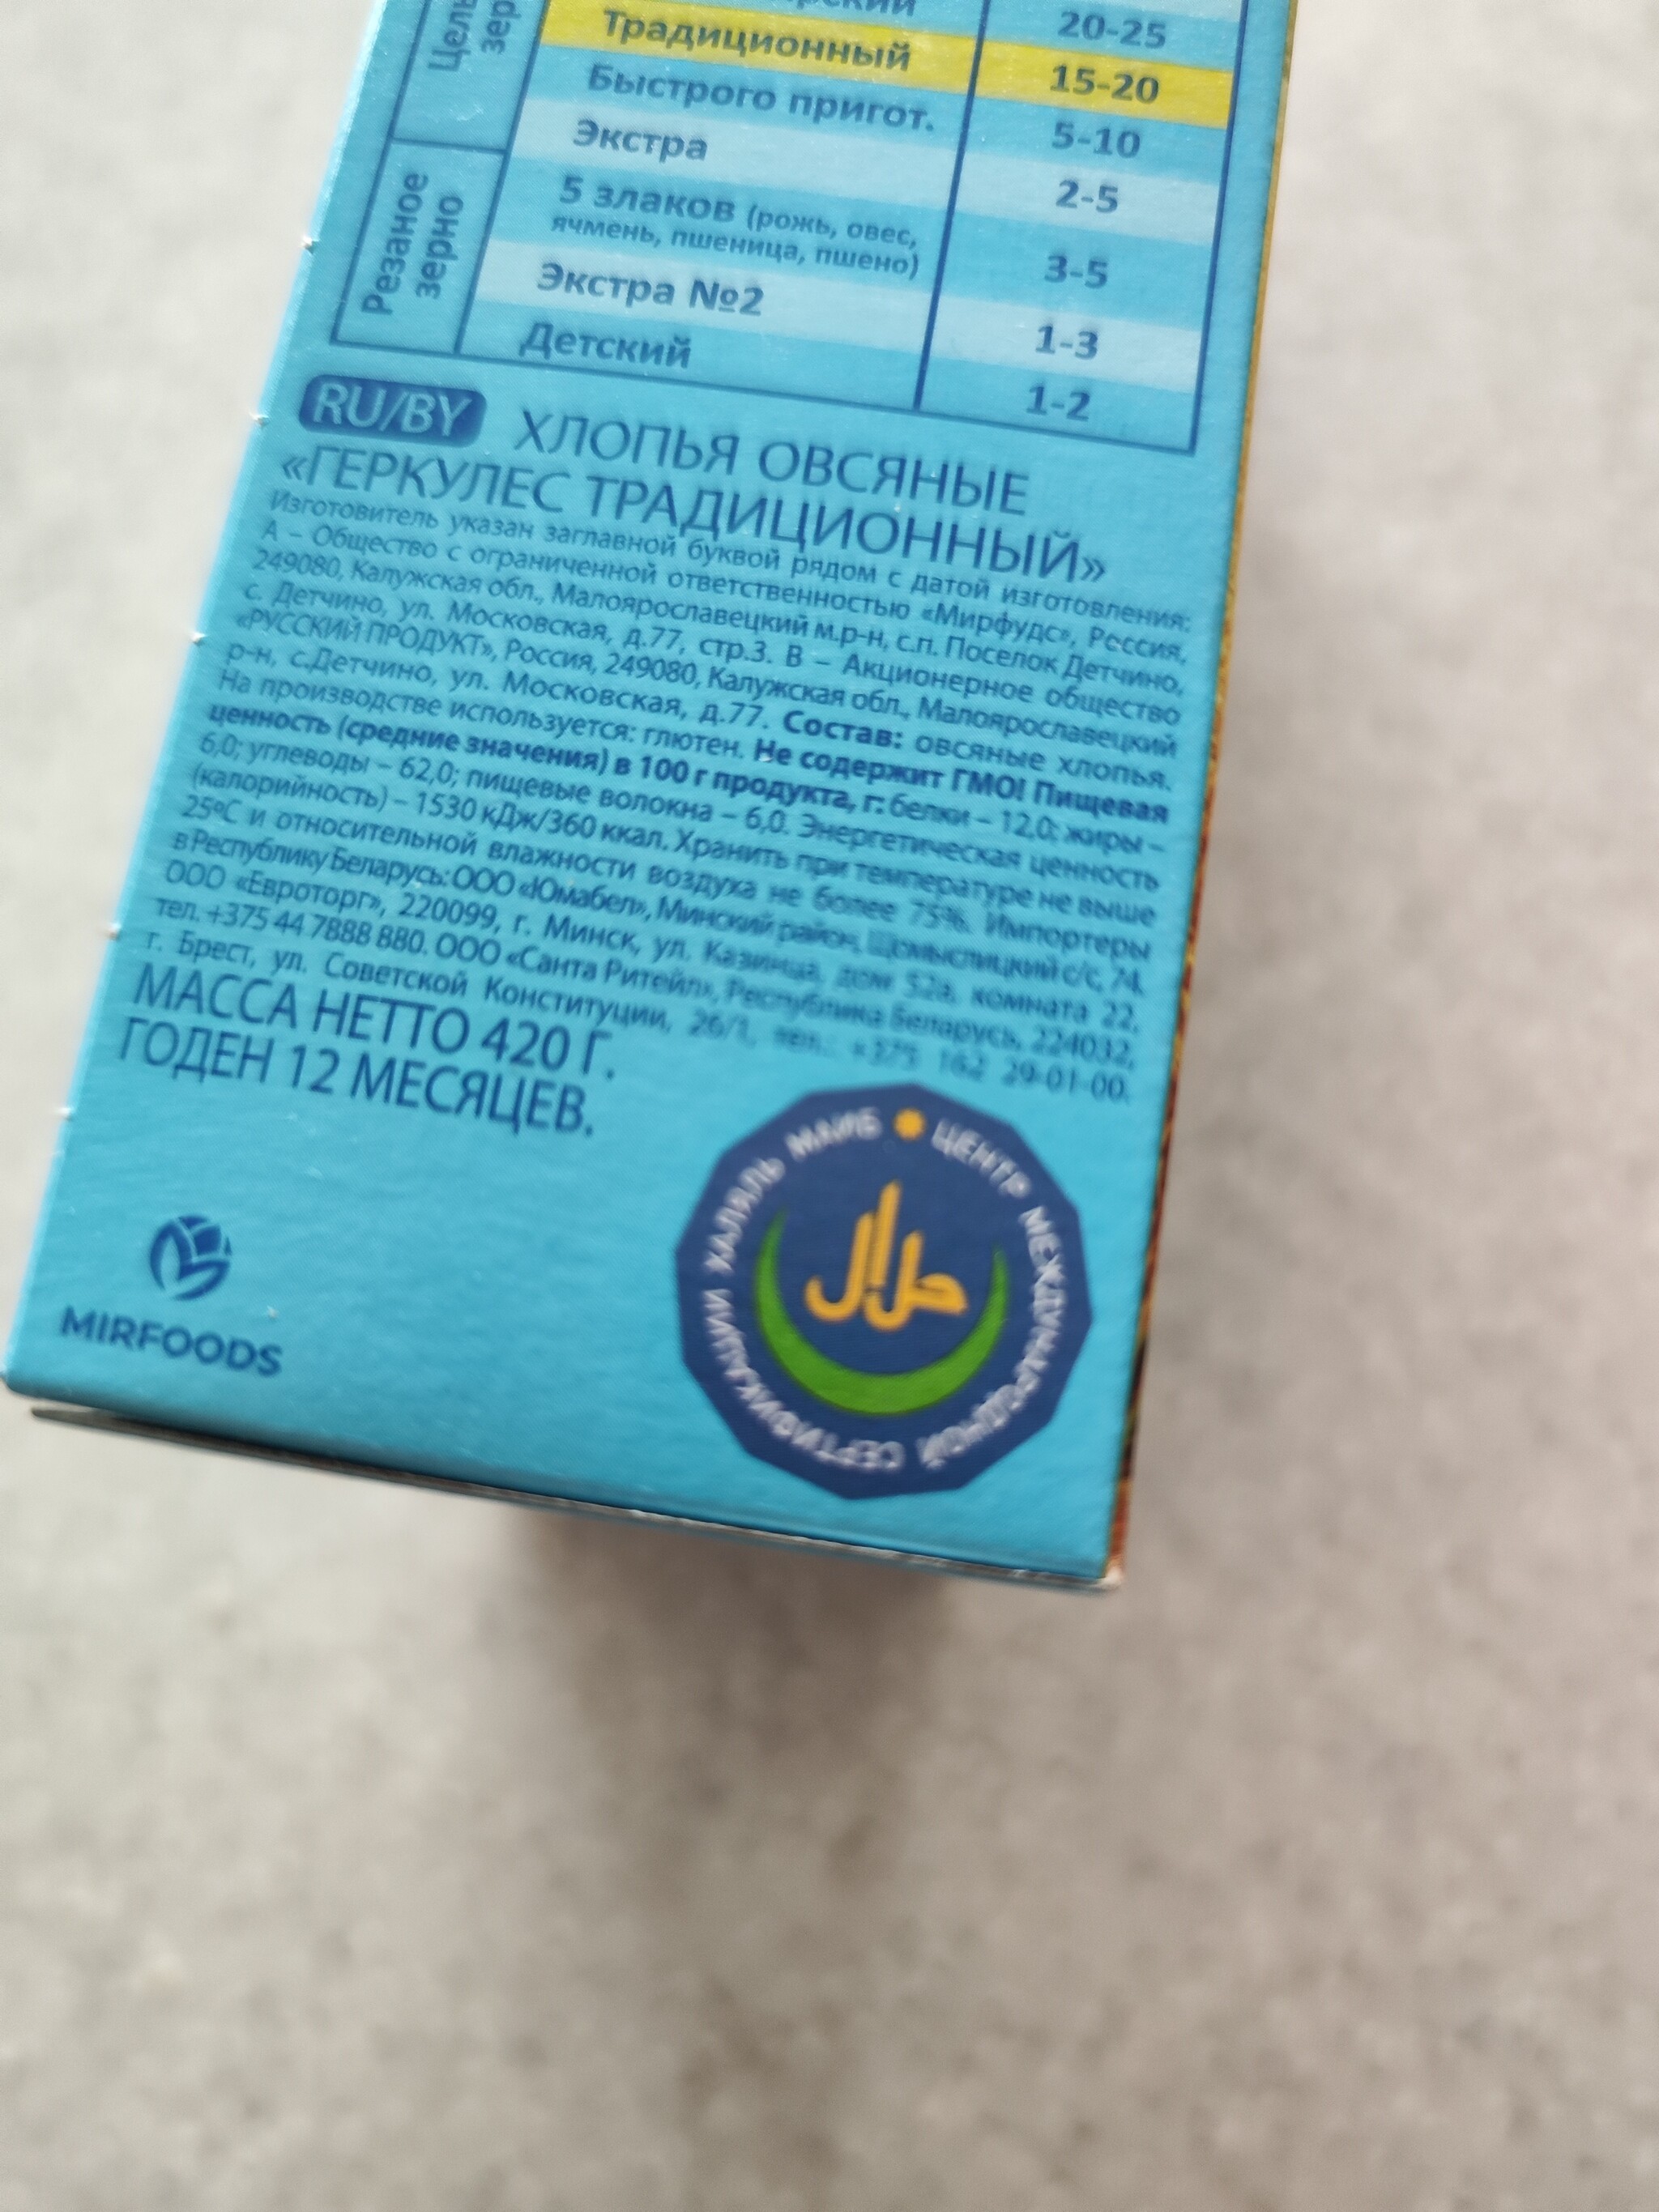 20-25
Традиционный 15-20
Быстрого пригот. 5-10
Экстра 2-5
5 злаков (рожь, овес, ячмень, пшеница, пшено) 3-5
Резаное зерно
Экстра №2 1-3
Детский 1-2
RU/BY ХЛОПЬЯ ОВСЯНЫЕ
«ГЕРКУЛЕС ТРАДИЦИОННЫЙ»
Изготовитель указан заглавной буквой рядом с датой изготовления:
А – Общество с ограниченной ответственностью «Мирфудс», Россия,
249080, Калужская обл., Малоярославецкий м.р-н, с.п. Поселок Детчино,
с. Детчино, ул. Московская, д.77, стр.3. В – Акционерное общество
«РУССКИЙ ПРОДУКТ», Россия, 249080, Калужская обл., Малоярославецкий
р-н, с.Детчино, ул. Московская, д.77. Состав: овсяные хлопья.
На производстве используется: глютен. Не содержит ГМО! Пищевая
ценность (средние значения) в 100 г продукта, г: белки – 12,0; жиры –
6,0; углеводы – 62,0; пищевые волокна – 6,0. Энергетическая ценность
(калорийность) – 1530 кДж/360 ккал. Хранить при температуре не выше
25°С и относительной влажности воздуха не более 75%. Импортеры
в Республику Беларусь: ООО «Юмабел», Минский район, Щомыслицкий с/с, 74.
ООО «Евроторг», 220099, г. Минск, ул. Казинца, дом 52а, комната 22,
тел. +375 44 7888 880. ООО «Санта Ритейл», Республика Беларусь, 224032,
г. Брест, ул. Советской Конституции, 26/1, тел.: +375 162 29-01-00.
МАССА НЕТТО 420 Г.
ГОДЕН 12 МЕСЯЦЕВ.
MIRFOODS
ЦЕНТР МЕЖДУНАРОДНОЙ СЕРТИФИКАЦИИ ХАЛЯЛЬ МАИБ
حلال